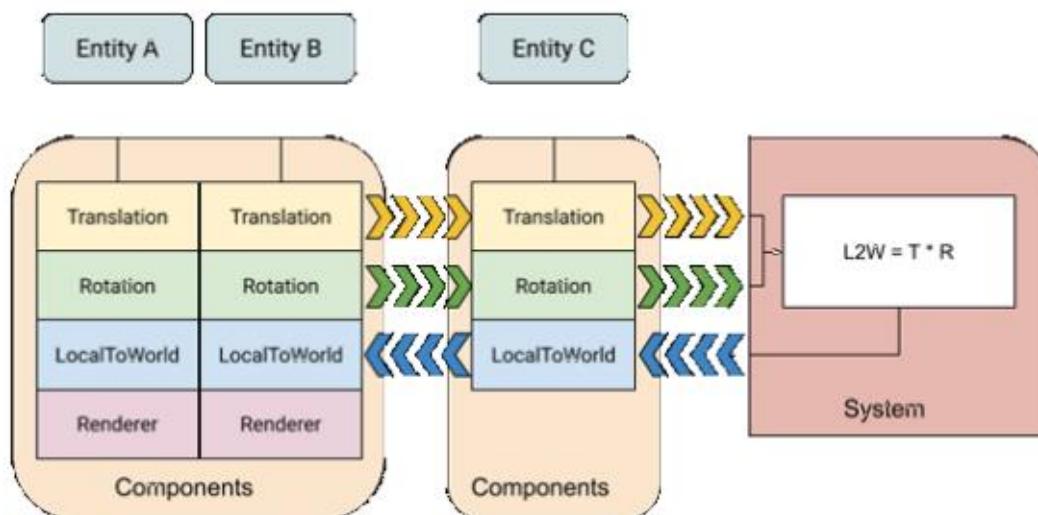 Entity A Entity B Entity C
Translation Translation Translation
L2W = T * R
Rotation Rotation Rotation
LocalToWorld LocalToWorld LocalToWorld
System
Renderer Renderer
Components Components